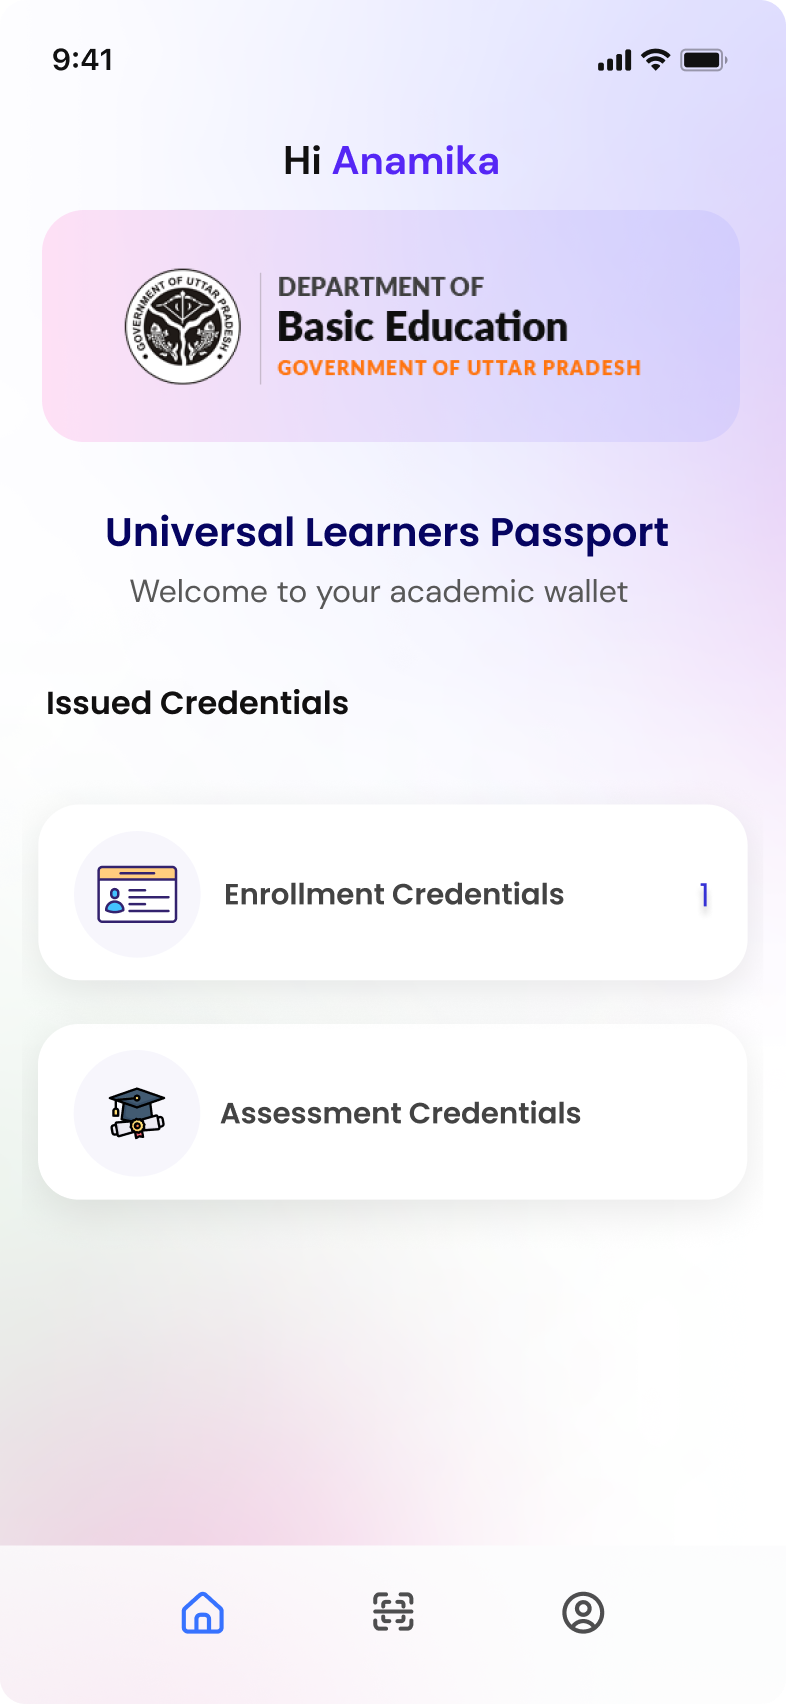 9:41
Hi Anamika
GOVERNMENT OF UTTAR PRADESH
DEPARTMENT OF
Basic Education
GOVERNMENT OF UTTAR PRADESH
Universal Learners Passport
Welcome to your academic wallet
Issued Credentials
Enrollment Credentials 1
Assessment Credentials